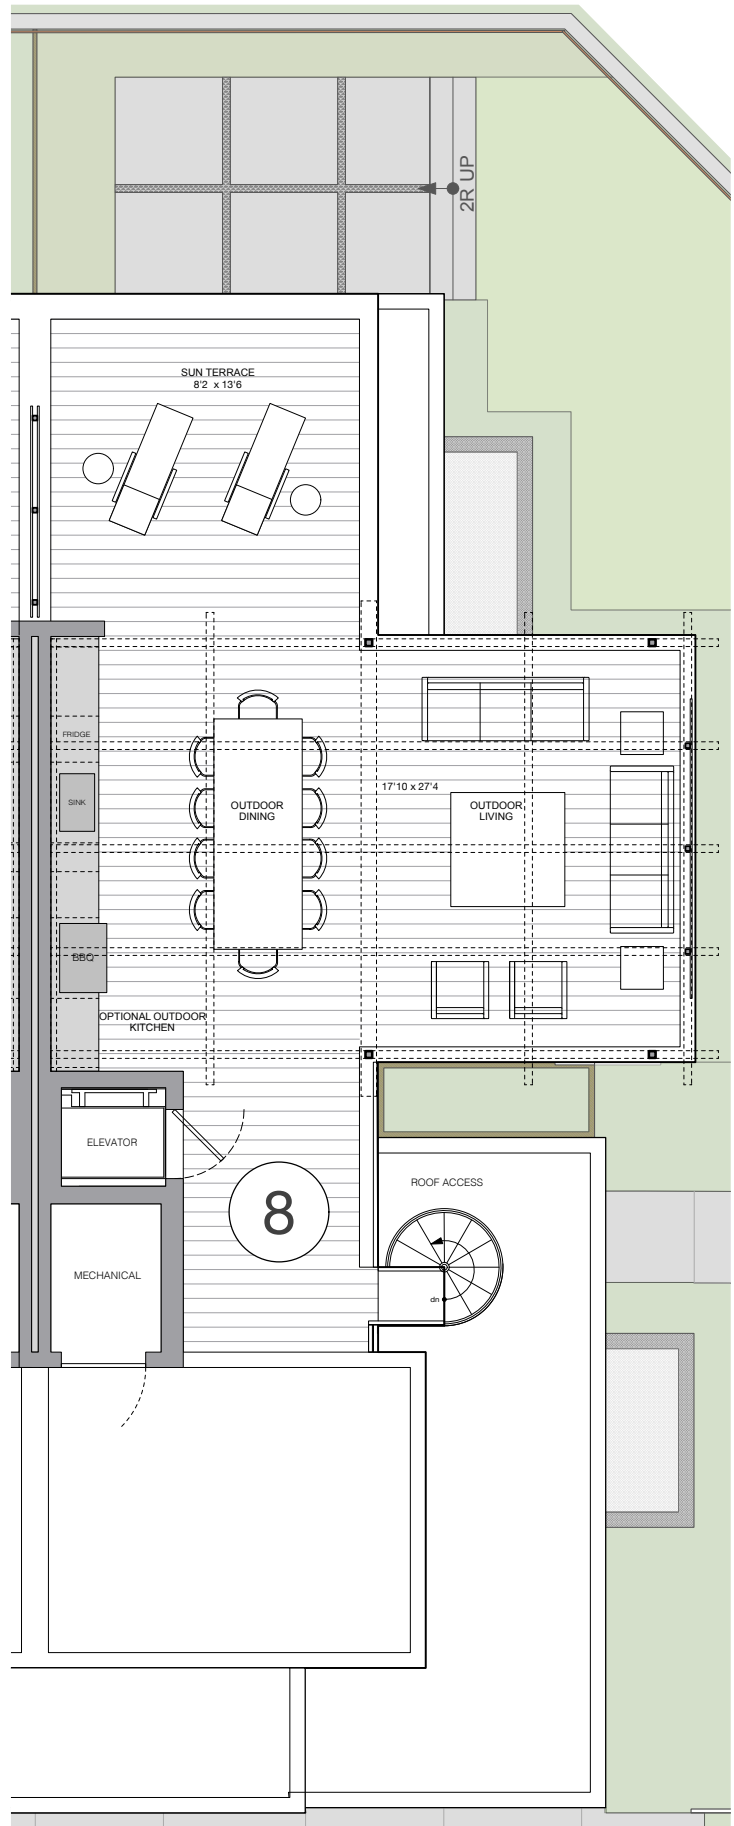 2R UP
SUN TERRACE
8'2 x 13'6
FRIDGE
SINK
OUTDOOR
DINING
17'10 x 27'4
OUTDOOR
LIVING
BBQ
OPTIONAL OUTDOOR
KITCHEN
ELEVATOR
ROOF ACCESS
8
MECHANICAL
dn